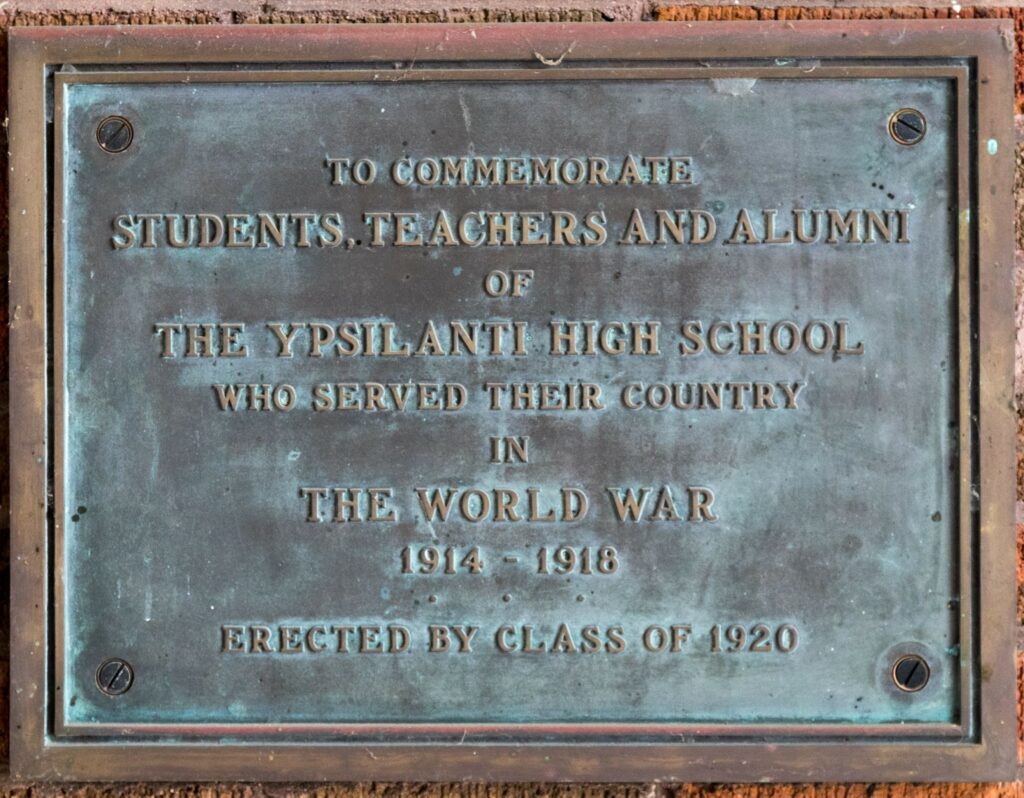 TO COMMEMORATE
STUDENTS, TEACHERS AND ALUMNI
OF
THE YPSILANTI HIGH SCHOOL
WHO SERVED THEIR COUNTRY
IN
THE WORLD WAR
1914 - 1918
. . .
ERECTED BY CLASS OF 1920